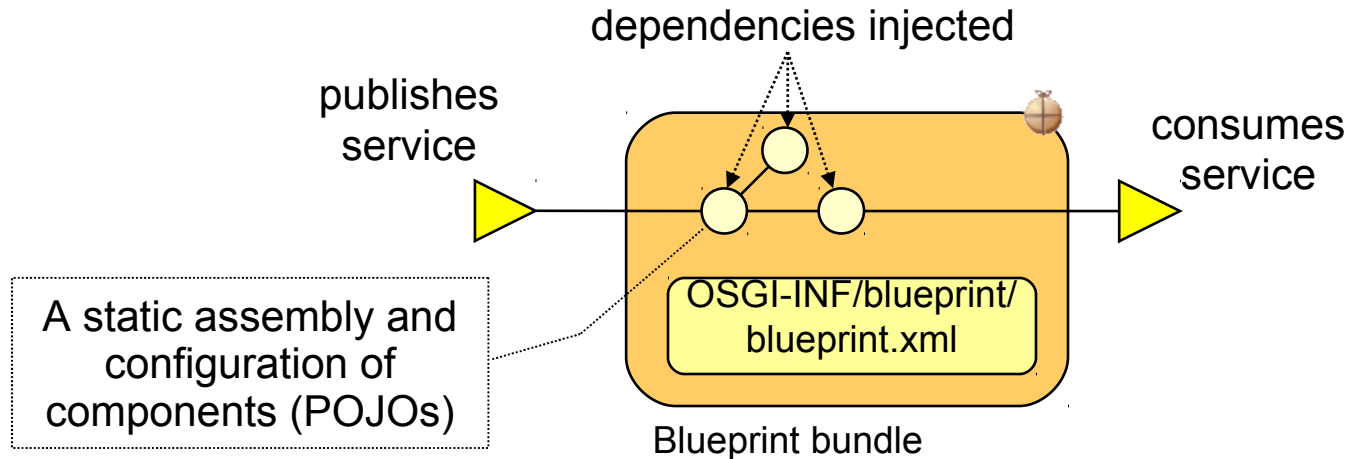 dependencies injected
publishes
service
consumes
service
OSGI-INF/blueprint/
blueprint.xml
A static assembly and
configuration of
components (POJOs)
Blueprint bundle